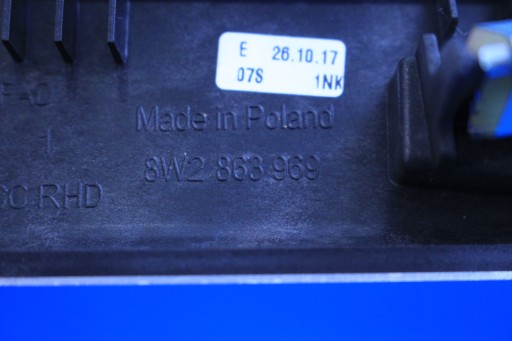 E 26.10.17
07S 1NK
Made in Poland
8W2 863 969
RHD